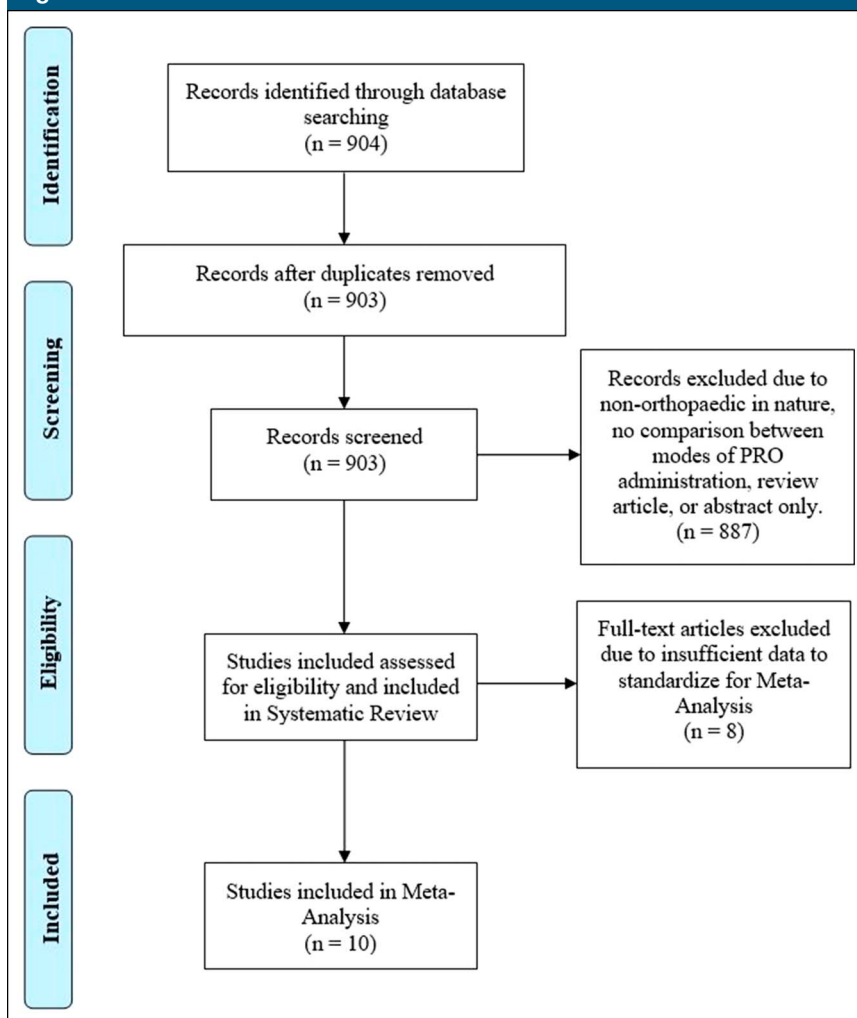 Identification
Records identified through database
searching
(n = 904)
Records after duplicates removed
(n = 903)
Screening
Records screened
(n = 903)
Records excluded due to
non-orthopaedic in nature,
no comparison between
modes of PRO
administration, review
article, or abstract only.
(n = 887)
Eligibility
Studies included assessed
for eligibility and included
in Systematic Review
Full-text articles excluded
due to insufficient data to
standardize for Meta-
Analysis
(n = 8)
Included
Studies included in Meta-
Analysis
(n = 10)